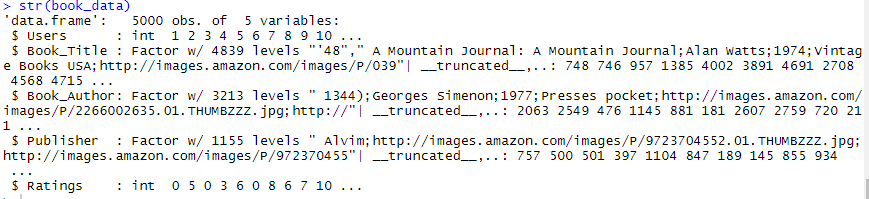 > str(book_data)
'data.frame':   5000 obs. of  5 variables:
 $ Users      : int  1 2 3 4 5 6 7 8 9 10 ...
 $ Book_Title : Factor w/ 4839 levels "'48"," A Mountain Journal: A Mountain Journal;Alan Watts;1974;Vintag
e Books USA;http://images.amazon.com/images/P/039"| __truncated__,..: 748 746 957 1385 4002 3891 4691 2708
 4568 4715 ...
 $ Book_Author: Factor w/ 3213 levels " 1344);Georges Simenon;1977;Presses pocket;http://images.amazon.com/
images/P/2266002635.01.THUMBZZZ.jpg;http://"| __truncated__,..: 2063 2549 476 1145 881 181 2607 2759 720 21
1 ...
 $ Publisher  : Factor w/ 1155 levels " Alvim;http://images.amazon.com/images/P/9723704552.01.THUMBZZZ.jpg;
http://images.amazon.com/images/P/972370455"| __truncated__,..: 757 500 501 397 1104 847 189 145 855 934
 ...
 $ Ratings    : int  0 5 0 3 6 0 8 6 7 10 ...